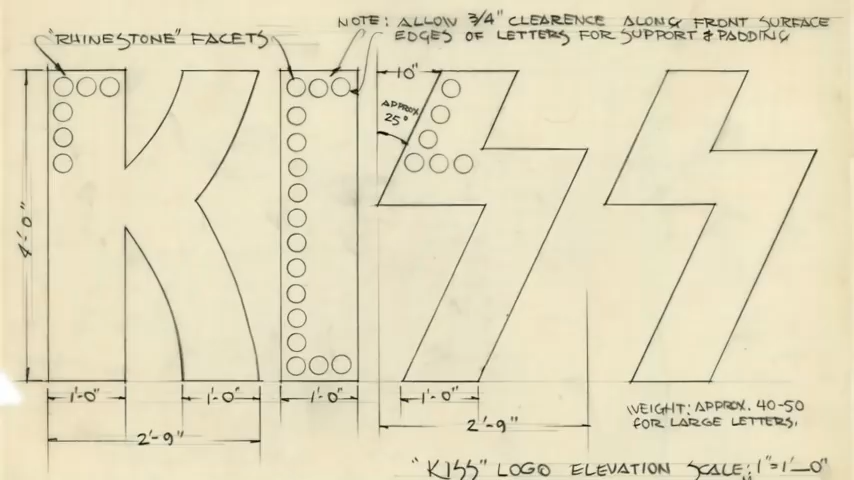 NOTE: ALLOW 3/4" CLEARENCE ALONG FRONT SURFACE
EDGES OF LETTERS FOR SUPPORT & PADDING
"RHINESTONE" FACETS
10"
APPROX.
25°
4'-0"
KISS
1'-0" 1'-0" 1'-0" 1'-0"
2'-9" 2'-9"
WEIGHT: APPROX. 40-50
FOR LARGE LETTERS.
"KISS" LOGO ELEVATION SCALE: 1"=1'-0"